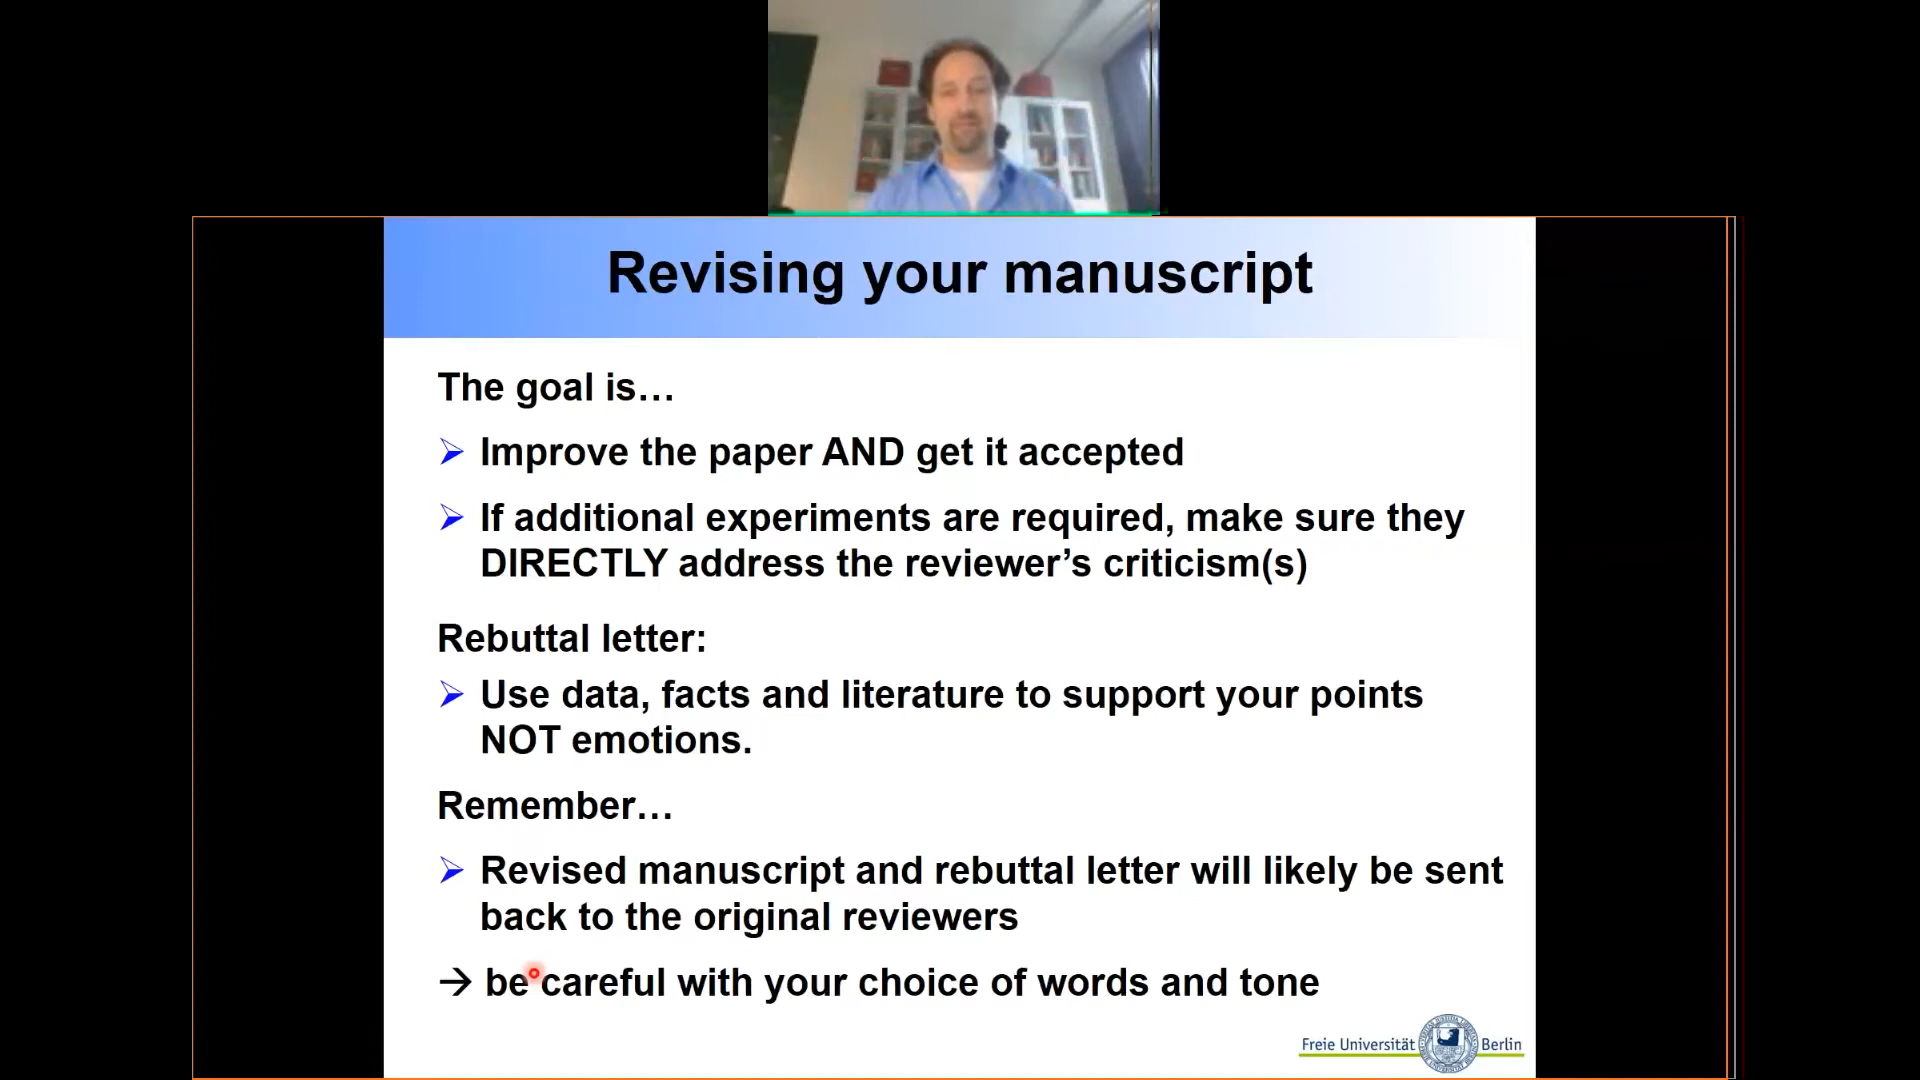 Revising your manuscript
The goal is…
➢ Improve the paper AND get it accepted
➢ If additional experiments are required, make sure they
DIRECTLY address the reviewer’s criticism(s)
Rebuttal letter:
➢ Use data, facts and literature to support your points
NOT emotions.
Remember…
➢ Revised manuscript and rebuttal letter will likely be sent
back to the original reviewers
→ be careful with your choice of words and tone
Freie Universität Berlin